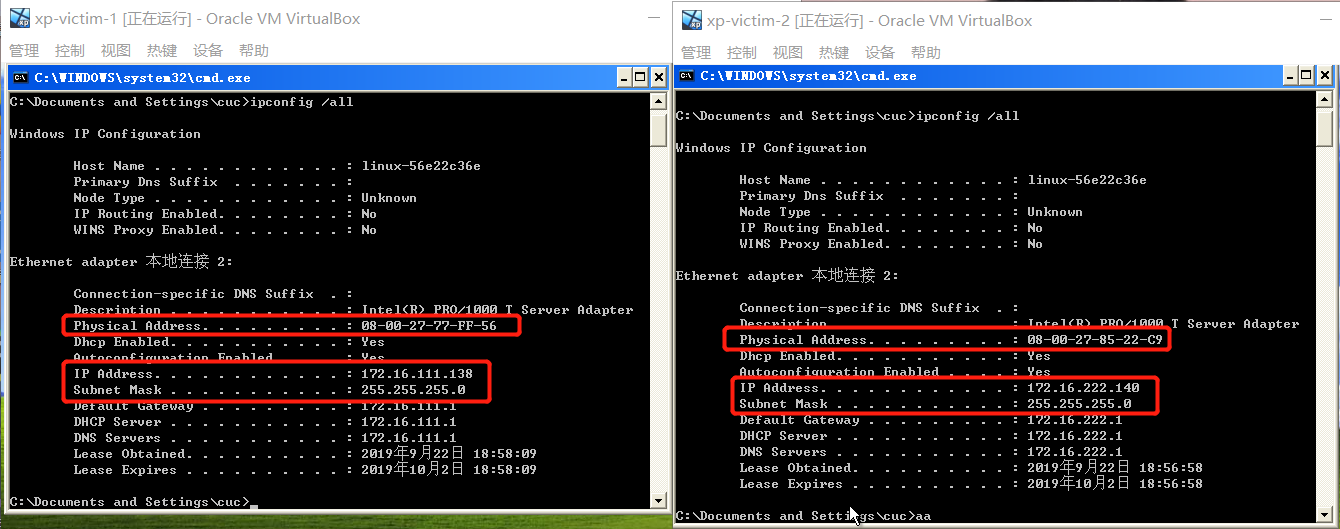 xp-victim-1 [正在运行] - Oracle VM VirtualBox
管理 控制 视图 热键 设备 帮助
C:\WINDOWS\system32\cmd.exe
C:\Documents and Settings\cuc>ipconfig /all
Windows IP Configuration
Host Name . . . . . . . . . . . . : linux-56e22c36e
Primary Dns Suffix . . . . . . . :
Node Type . . . . . . . . . . . . : Unknown
IP Routing Enabled. . . . . . . . : No
WINS Proxy Enabled. . . . . . . . : No
Ethernet adapter 本地连接 2:
Connection-specific DNS Suffix . :
Description . . . . . . . . . . . : Intel(R) PRO/1000 T Server Adapter
Physical Address. . . . . . . . . : 08-00-27-77-FF-56
Dhcp Enabled. . . . . . . . . . . : Yes
Autoconfiguration Enabled . . . . : Yes
IP Address. . . . . . . . . . . . : 172.16.111.138
Subnet Mask . . . . . . . . . . . : 255.255.255.0
Default Gateway . . . . . . . . . : 172.16.111.1
DHCP Server . . . . . . . . . . . : 172.16.111.1
DNS Servers . . . . . . . . . . . : 172.16.111.1
Lease Obtained. . . . . . . . . . : 2019年9月22日 18:58:09
Lease Expires . . . . . . . . . . : 2019年10月2日 18:58:09
C:\Documents and Settings\cuc>_
xp-victim-2 [正在运行] - Oracle VM VirtualBox
管理 控制 视图 热键 设备 帮助
C:\WINDOWS\system32\cmd.exe
C:\Documents and Settings\cuc>ipconfig /all
Windows IP Configuration
Host Name . . . . . . . . . . . . : linux-56e22c36e
Primary Dns Suffix . . . . . . . :
Node Type . . . . . . . . . . . . : Unknown
IP Routing Enabled. . . . . . . . : No
WINS Proxy Enabled. . . . . . . . : No
Ethernet adapter 本地连接 2:
Connection-specific DNS Suffix . :
Description . . . . . . . . . . . : Intel(R) PRO/1000 T Server Adapter
Physical Address. . . . . . . . . : 08-00-27-85-22-C9
Dhcp Enabled. . . . . . . . . . . : Yes
Autoconfiguration Enabled . . . . : Yes
IP Address. . . . . . . . . . . . : 172.16.222.140
Subnet Mask . . . . . . . . . . . : 255.255.255.0
Default Gateway . . . . . . . . . : 172.16.222.1
DHCP Server . . . . . . . . . . . : 172.16.222.1
DNS Servers . . . . . . . . . . . : 172.16.222.1
Lease Obtained. . . . . . . . . . : 2019年9月22日 18:56:58
Lease Expires . . . . . . . . . . : 2019年10月2日 18:56:58
C:\Documents and Settings\cuc>aa